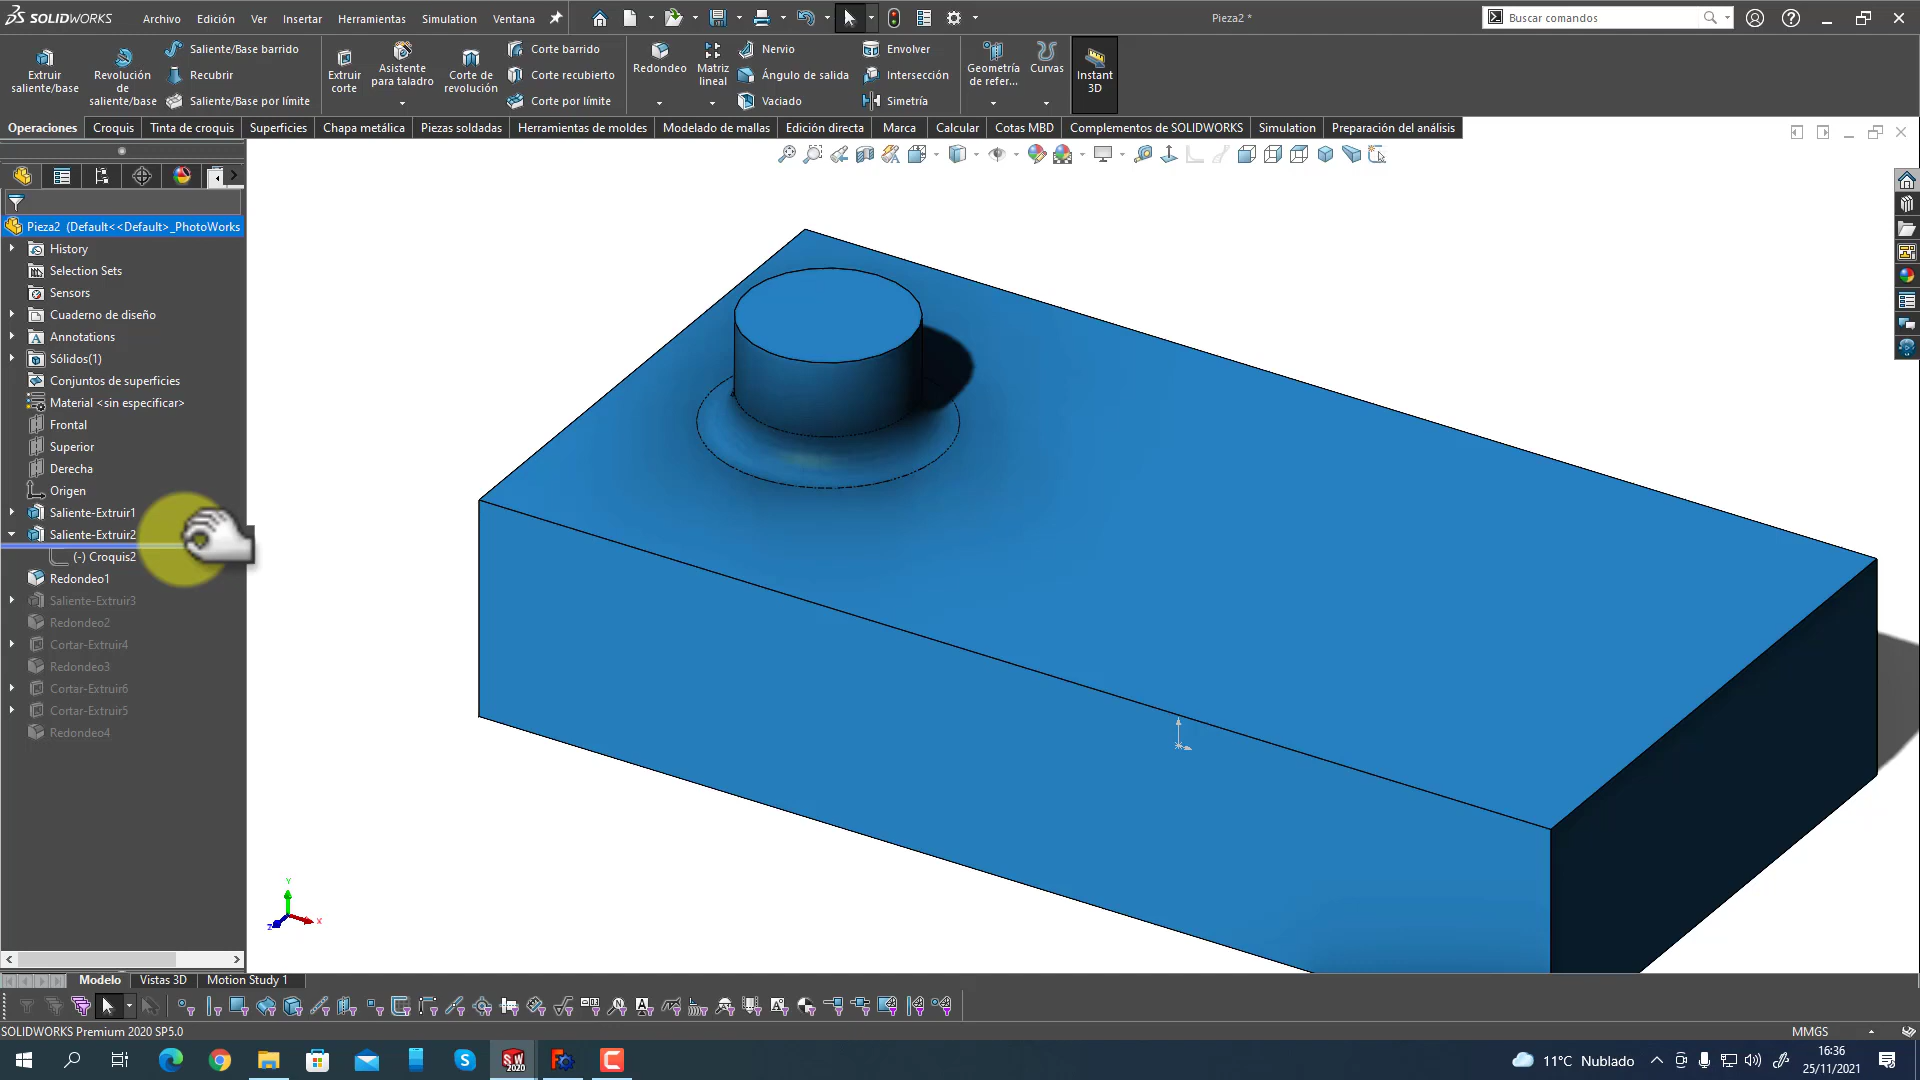 SOLIDWORKS Archivo Edición Ver Insertar Herramientas Simulation Ventana
Pieza2 *
Buscar comandos
Extruir saliente/base
Revolución de saliente/base
Saliente/Base barrido
Recubrir
Saliente/Base por límite
Extruir corte
Asistente para taladro
Corte de revolución
Corte barrido
Corte recubierto
Corte por límite
Redondeo
Matriz lineal
Nervio
Ángulo de salida
Vaciado
Envolver
Intersección
Simetría
Geometría de refer...
Curvas
Instant 3D
Operaciones Croquis Tinta de croquis Superficies Chapa metálica Piezas soldadas Herramientas de moldes Modelado de mallas Edición directa Marca Calcular Cotas MBD Complementos de SOLIDWORKS Simulation Preparación del análisis
Pieza2 (Default<<Default>_PhotoWorks
History
Selection Sets
Sensors
Cuaderno de diseño
Annotations
Sólidos(1)
Conjuntos de superficies
Material <sin especificar>
Frontal
Superior
Derecha
Origen
Saliente-Extruir1
Saliente-Extruir2
(-) Croquis2
Redondeo1
Saliente-Extruir3
Redondeo2
Cortar-Extruir4
Redondeo3
Cortar-Extruir6
Cortar-Extruir5
Redondeo4
Y
X
Z
Modelo Vistas 3D Motion Study 1
SOLIDWORKS Premium 2020 SP5.0
MMGS
11°C Nublado
16:36
25/11/2021